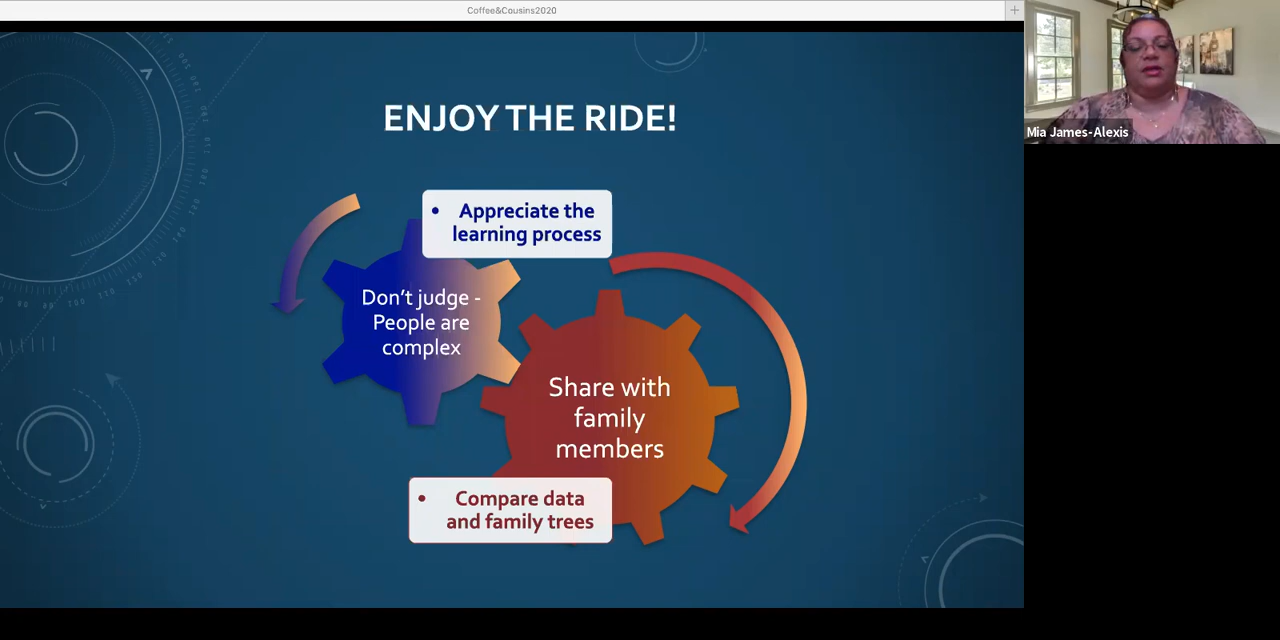 Coffee&Cousins2020
ENJOY THE RIDE!
• Appreciate the
learning process
Don't judge -
People are
complex
Share with
family
members
• Compare data
and family trees
Mia James-Alexis